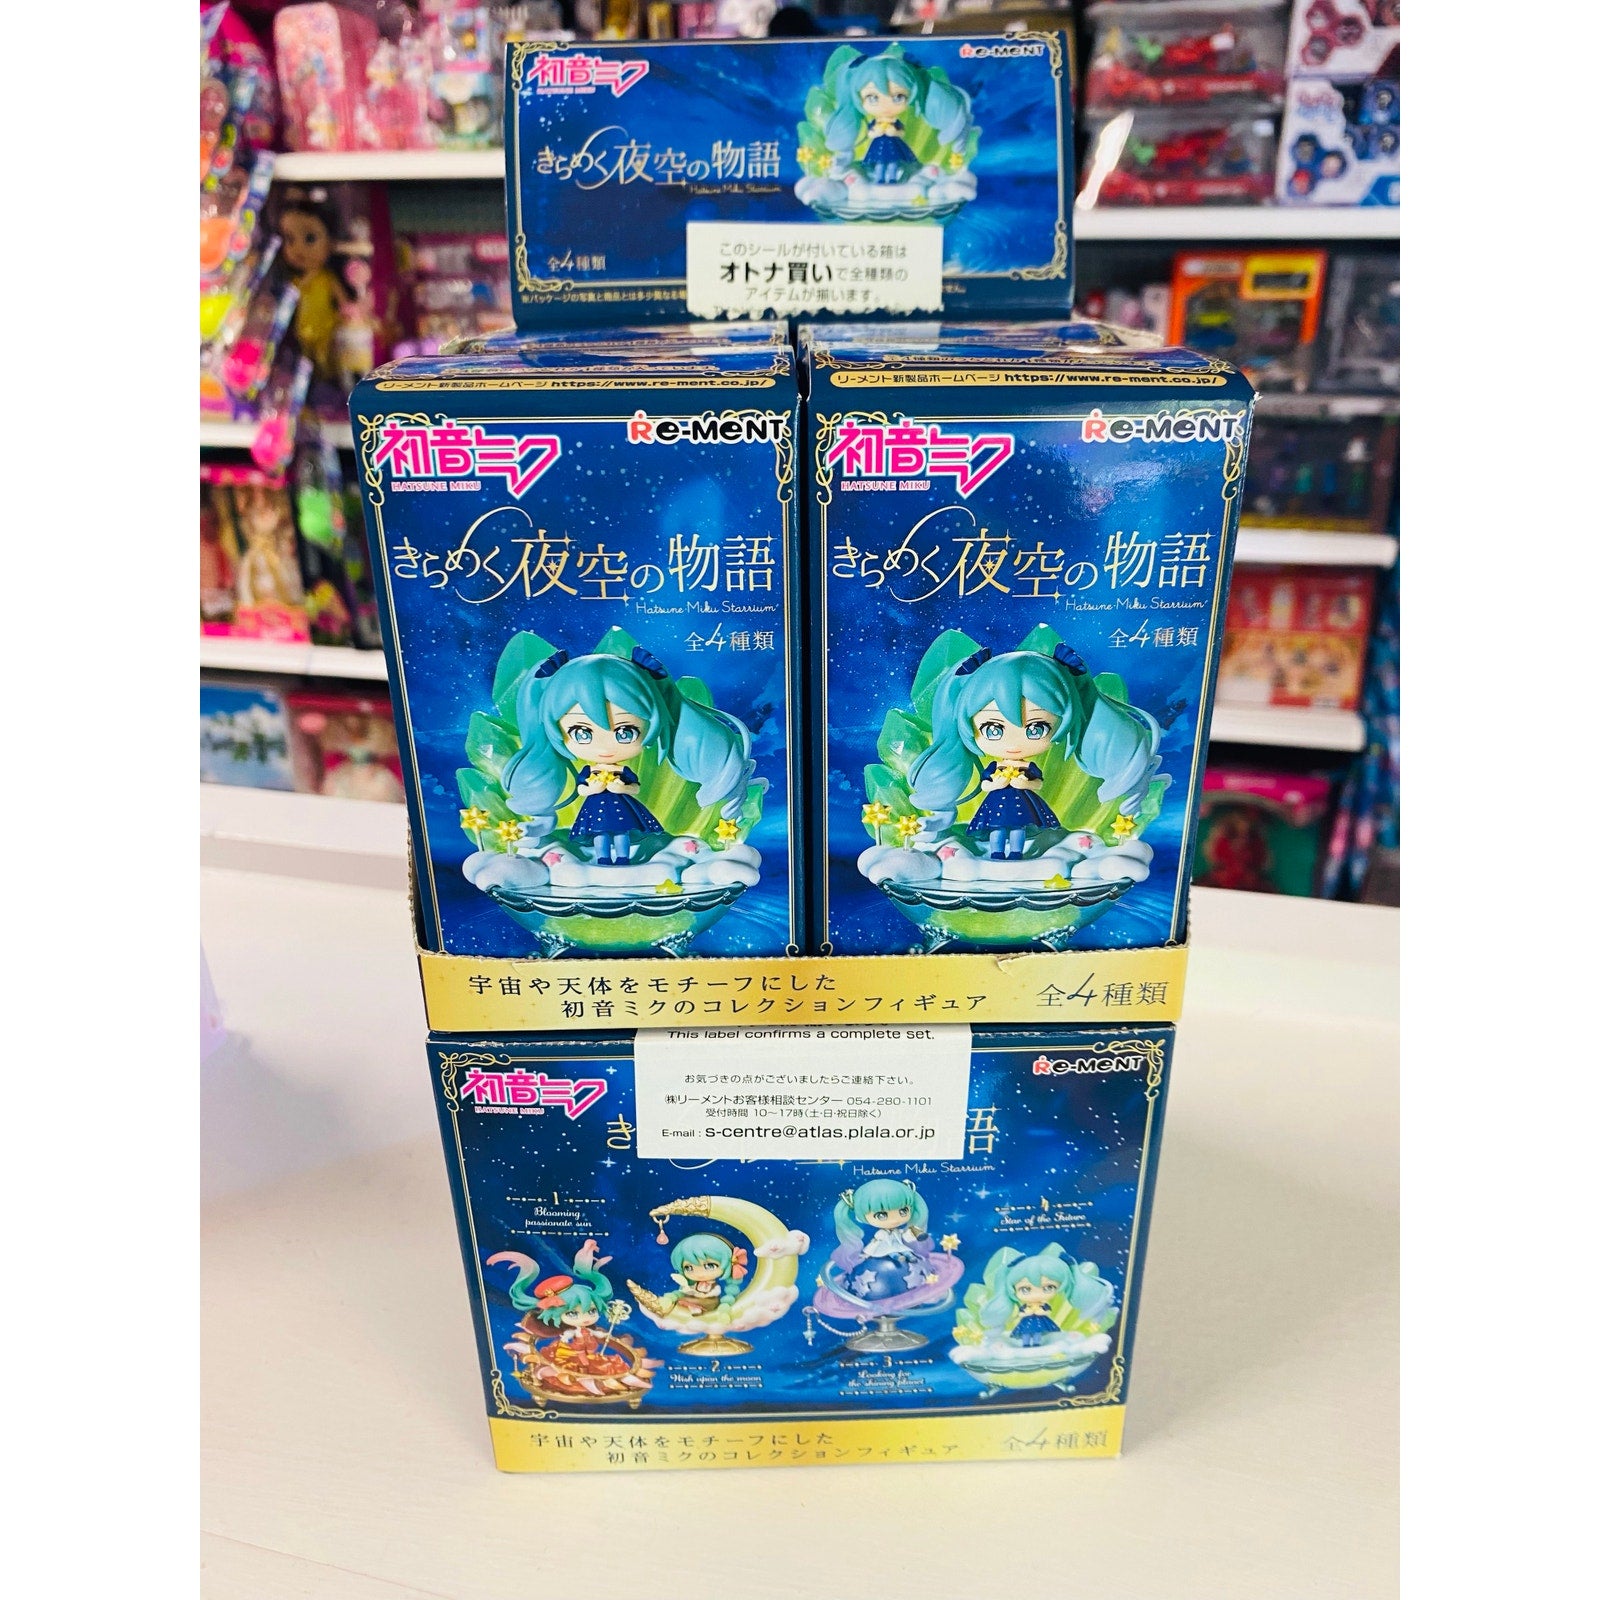 初音ミク
HATSUNE MIKU
Re-MENT
きらめく夜空の物語
Hatsune Miku Starrium
全4種類
このシールが付いている箱は
オトナ買いで全種類の
アイテムが揃います。
リーメント新製品ホームページ https://www.re-ment.co.jp/
初音ミク
HATSUNE MIKU
Re-MENT
きらめく夜空の物語
Hatsune Miku Starrium
全4種類
リーメント新製品ホームページ https://www.re-ment.co.jp/
初音ミク
HATSUNE MIKU
Re-MENT
きらめく夜空の物語
Hatsune Miku Starrium
全4種類
宇宙や天体をモチーフにした
初音ミクのコレクションフィギュア
全4種類
This label confirms a complete set.
お気づきの点がございましたらご連絡下さい。
㈱リーメントお客様相談センター 054-280-1101
受付時間 10～17時(土・日・祝日除く)
E-mail : s-centre@atlas.plala.or.jp
初音ミク
HATSUNE MIKU
Re-MENT
き
語
Hatsune Miku Starrium
1
Blooming
passionate sun
2
Wish upon the moon
3
Looking for
the shining planet
4
Star of the Future
宇宙や天体をモチーフにした
初音ミクのコレクションフィギュア
全4種類